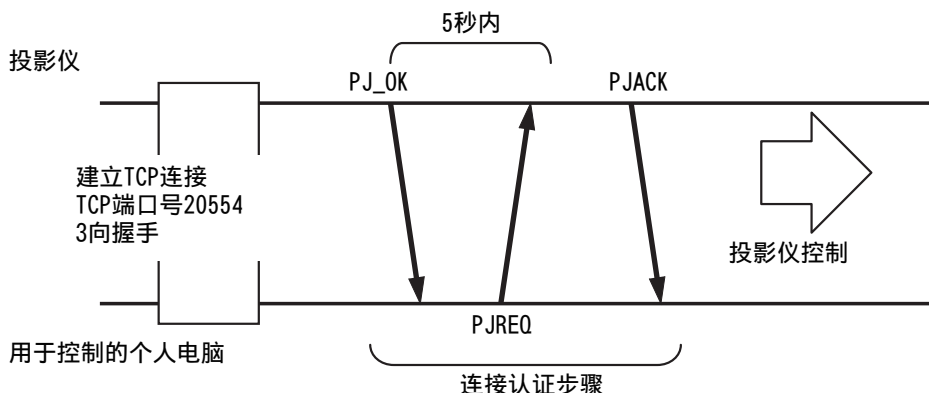 5秒内
投影仪
PJ_OK
PJACK
建立TCP连接
TCP端口号20554
3向握手
投影仪控制
PJREQ
用于控制的个人电脑
连接认证步骤